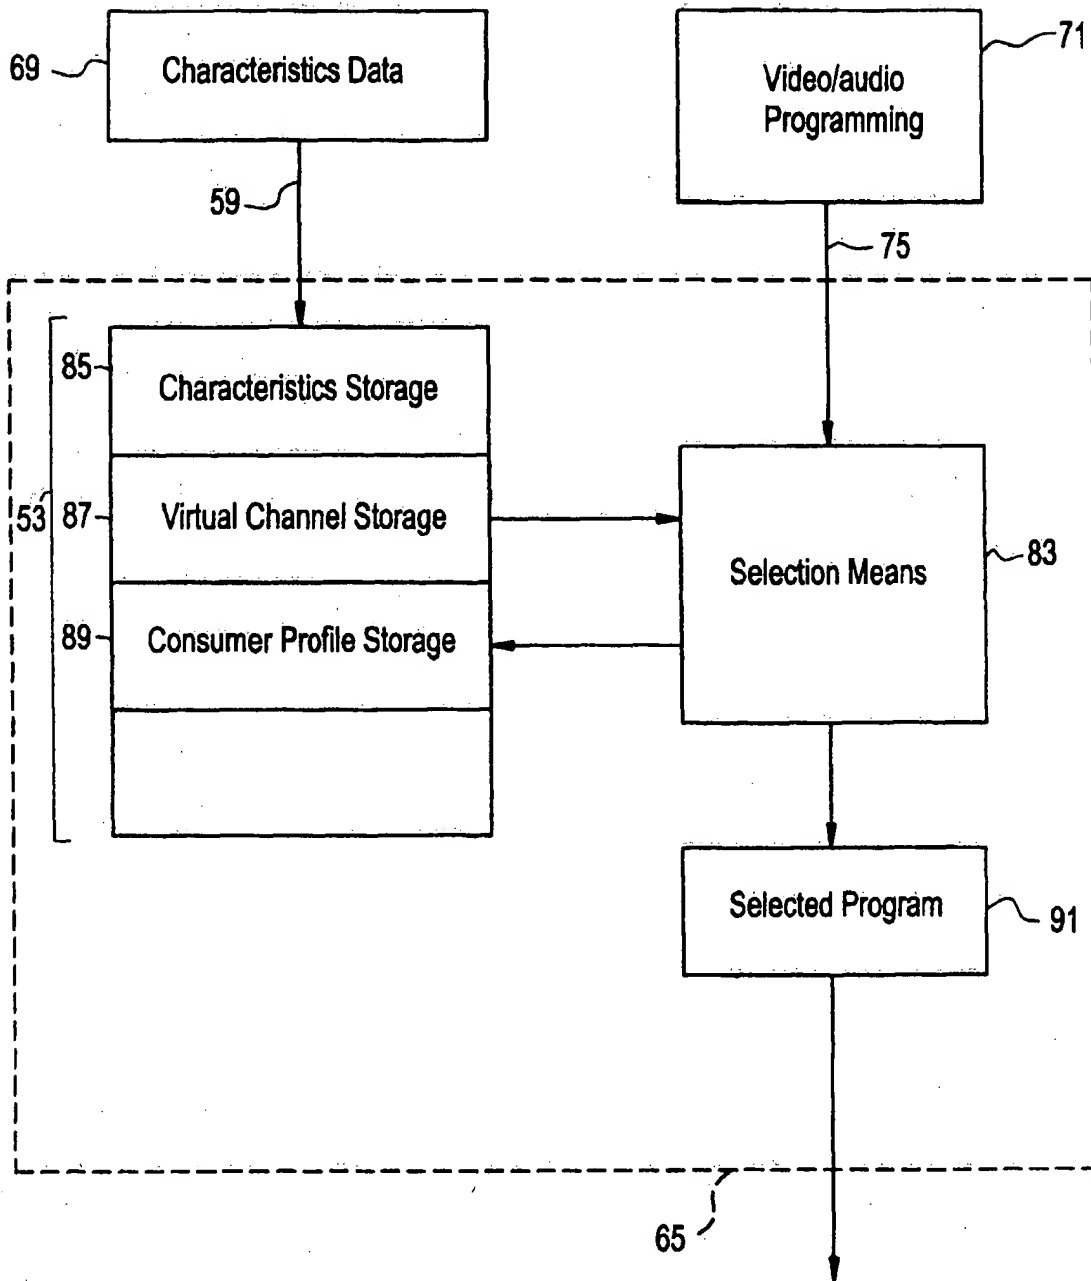 69
Characteristics Data
71
Video/audio
Programming
59
75
85
Characteristics Storage
53
87
Virtual Channel Storage
Selection Means
83
89
Consumer Profile Storage
Selected Program
91
65